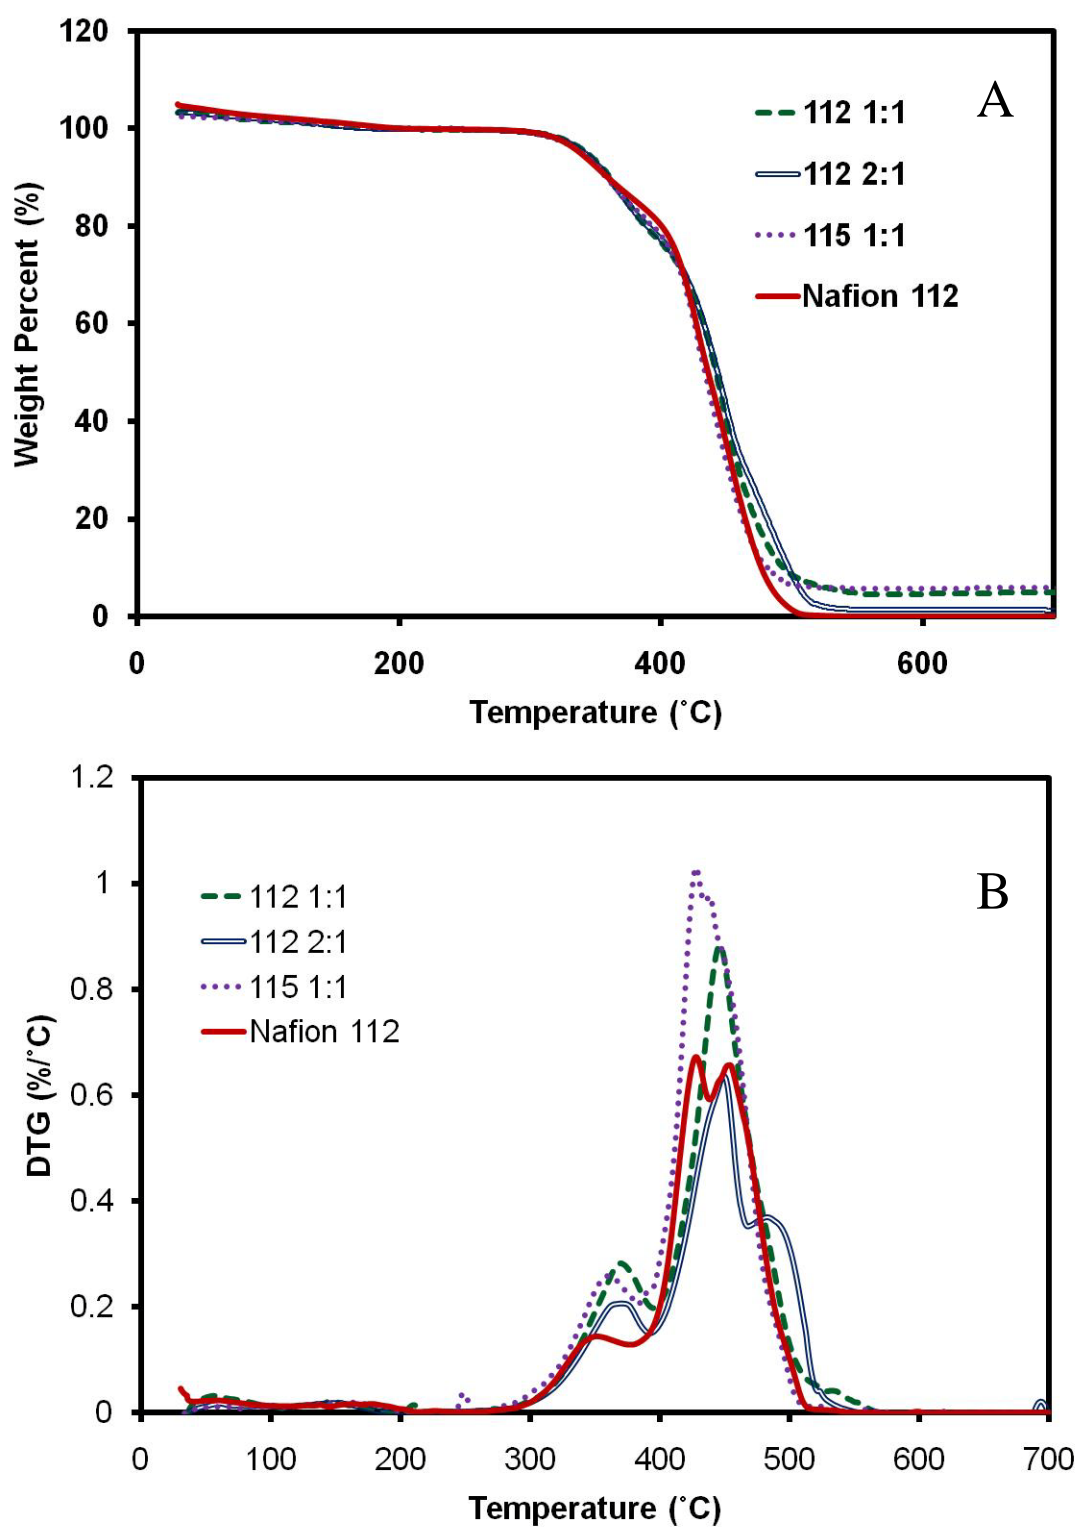 120
100
80
60
40
20
0
Weight Percent (%)
A
112 1:1
112 2:1
115 1:1
Nafion 112
0 200 400 600
Temperature (˚C)
1.2
1
0.8
0.6
0.4
0.2
0
DTG (%/˚C)
B
112 1:1
112 2:1
115 1:1
Nafion 112
0 100 200 300 400 500 600 700
Temperature (˚C)